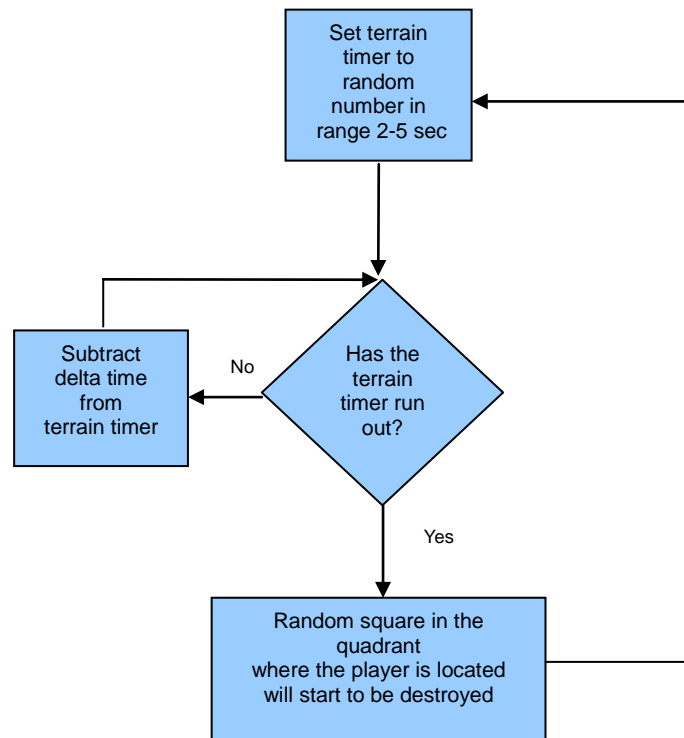 Set terrain
timer to
random
number in
range 2-5 sec
Subtract
delta time
from
terrain timer
No
Has the
terrain
timer run
out?
Yes
Random square in the
quadrant
where the player is located
will start to be destroyed